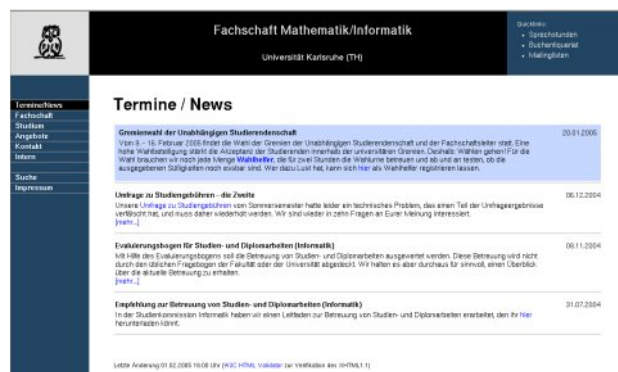 Fachschaft Mathematik/Informatik
Universität Karlsruhe (TH)
Quicklinks:
Sprechstunden
Buchantiquariat
Mailinglisten
Termine/News
Fachschaft
Studium
Angebote
Kontakt
Intern
Suche
Impressum
Termine / News
Gremienwahl der Unabhängigen Studierendenschaft 20.01.2005
Vom 9. - 16. Februar 2005 findet die Wahl der Gremien der Unabhängigen Studierendenschaft und der Fachschaftsleiter statt. Eine
hohe Wahlbeteiligung stärkt die Akzeptanz der Studierenden innerhalb der universitären Gremien. Deshalb: Wählen gehen! Für die
Wahl brauchen wir noch jede Menge Wahlhelfer, die für zwei Stunden die Wahlurne betreuen und ab und an testen, ob die
ausgegebenen Süßigkeiten noch essbar sind. Wer dazu Lust hat, kann sich hier als Wahlhelfer registrieren lassen.
Umfrage zu Studiengebühren - die Zweite 06.12.2004
Unsere Umfrage zu Studiengebühren vom Sommersemester hatte leider ein technisches Problem, das einen Teil der Umfrageergebnisse
verfälscht hat, und muss daher wiederholt werden. Wir sind wieder in zehn Fragen an Eurer Meinung interessiert.
[mehr...]
Evaluierungsbogen für Studien- und Diplomarbeiten (Informatik) 08.11.2004
Mit Hilfe des Evaluierungsbogens soll die Betreuung von Studien- und Diplomarbeiten ausgewertet werden. Diese Betreuung wird nicht
durch den üblichen Fragebogen der Fakultät oder der Universität abgedeckt. Wir halten es aber durchaus für sinnvoll, einen Überblick
über die aktuelle Betreuung zu erhalten.
[mehr...]
Empfehlung zur Betreuung von Studien- und Diplomarbeiten (Informatik) 31.07.2004
In der Studienkommission Informatik haben wir einen Leitfaden zur Betreuung von Studien- und Diplomarbeiten erarbeitet, den ihr hier
herunterladen könnt.
Letzte Änderung 01.02.2005 16:00 Uhr (W3C HTML Validator zur Verifikation des XHTML1.1)